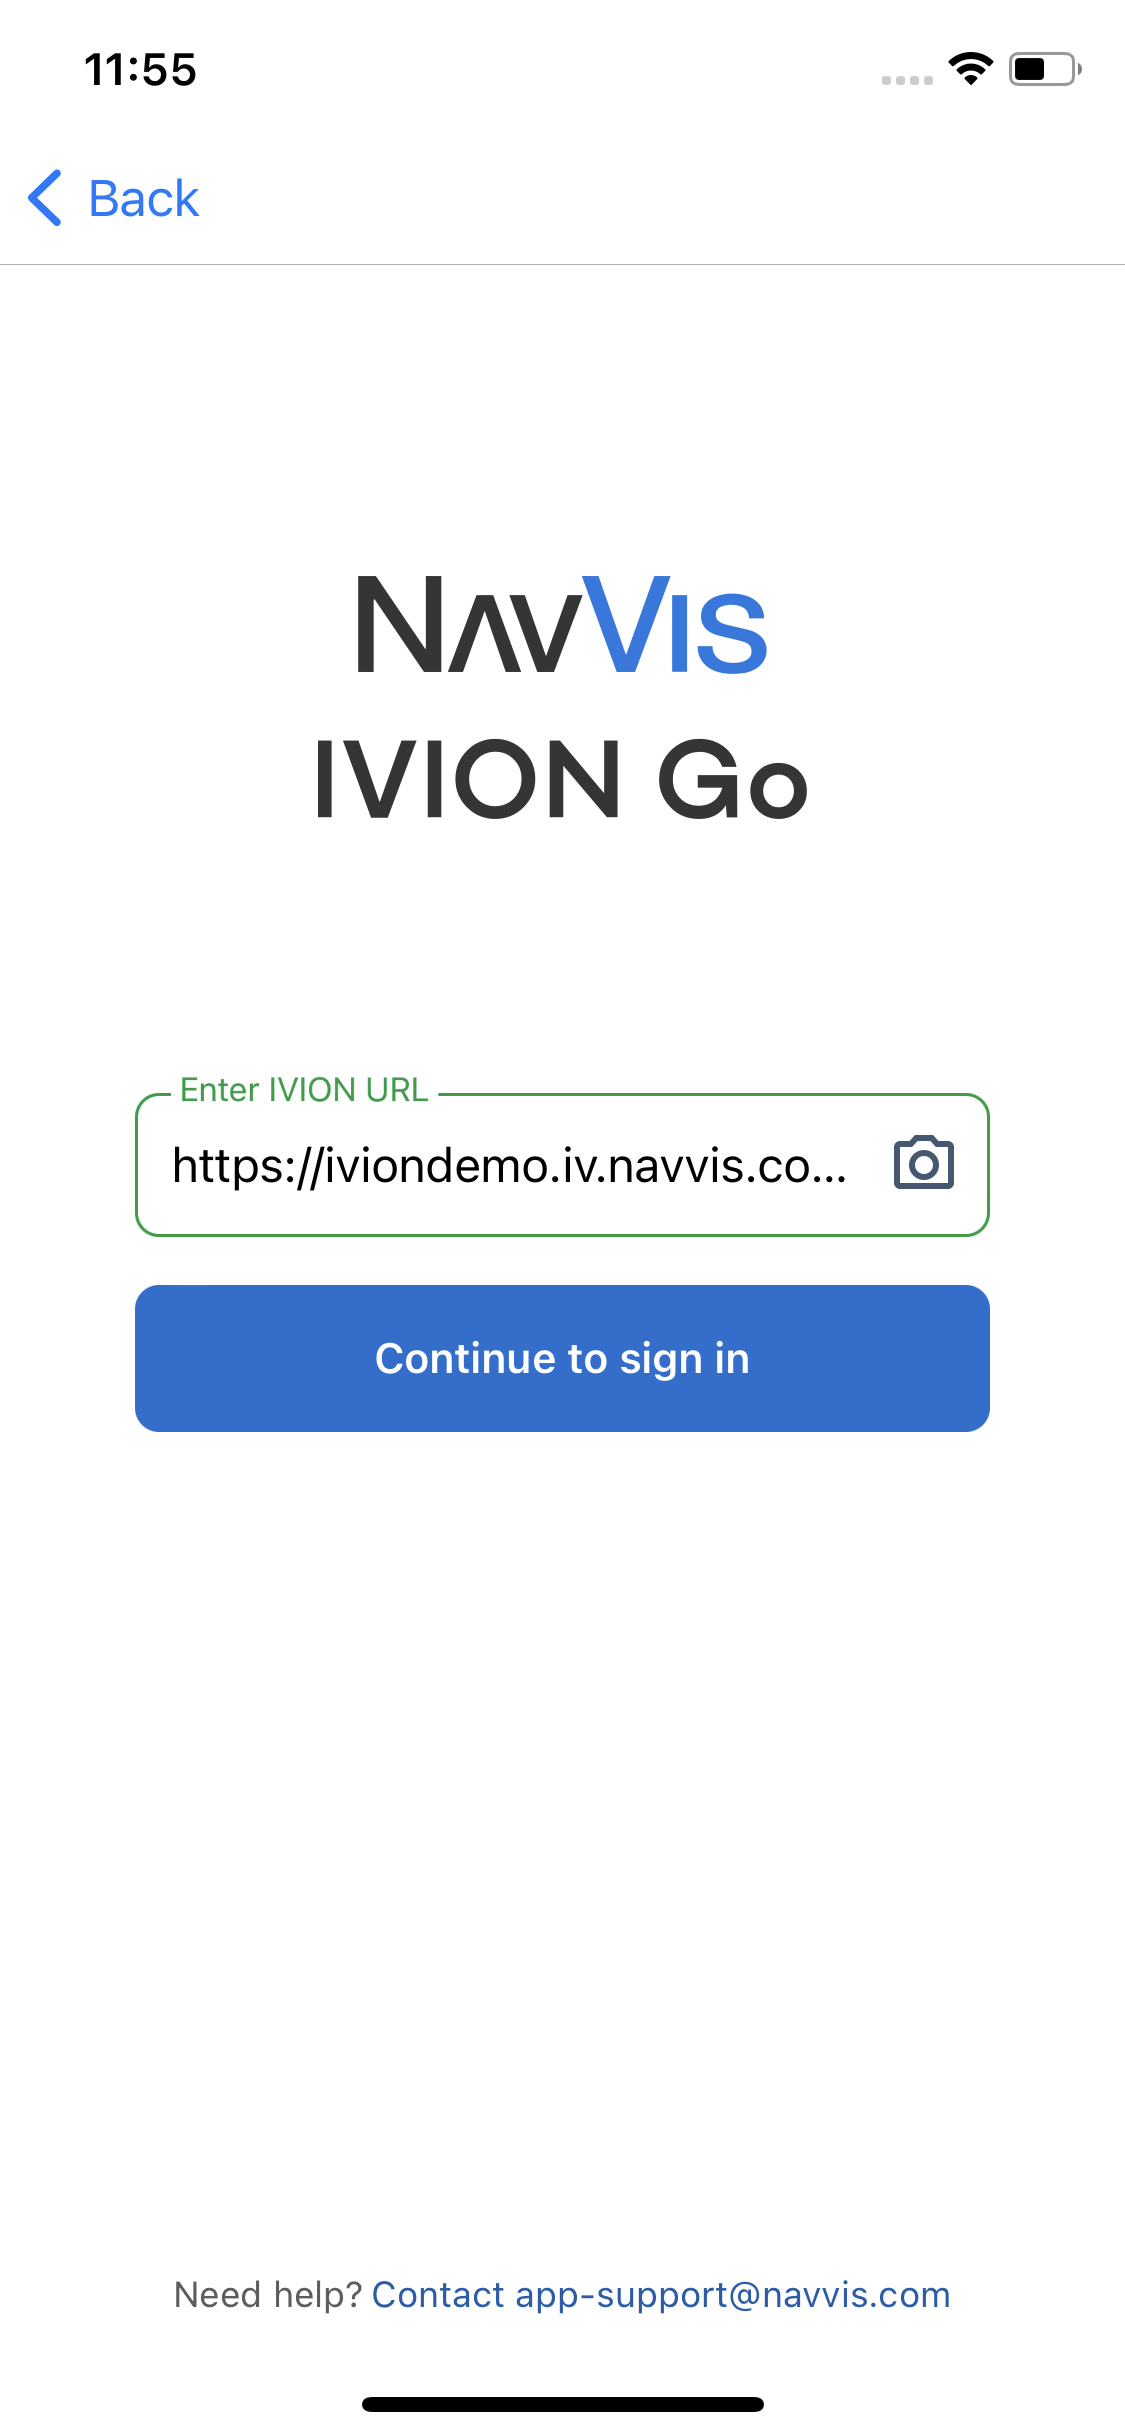 11:55
Back
NAVVIS
IVION Go
Enter IVION URL
https://iviondemo.iv.navvis.co...
Continue to sign in
Need help? Contact app-support@navvis.com